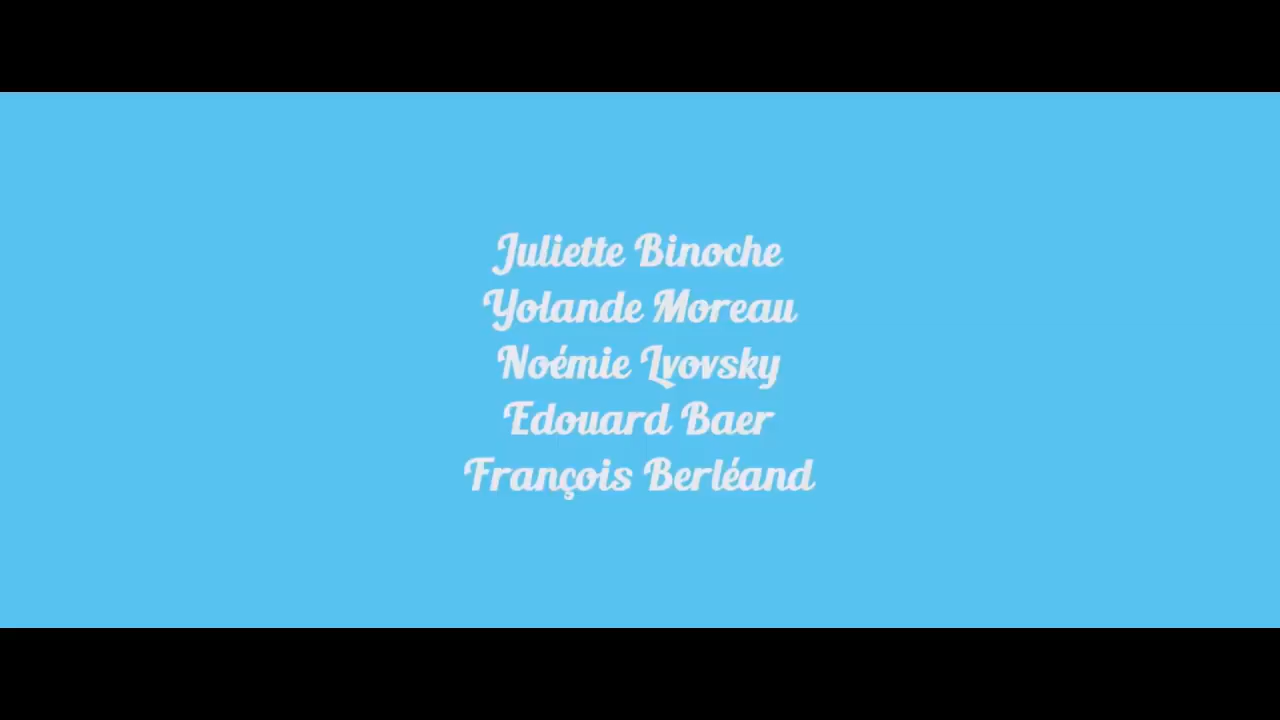 Juliette Binoche
Yolande Moreau
Noémie Lvovsky
Edouard Baer
François Berléand